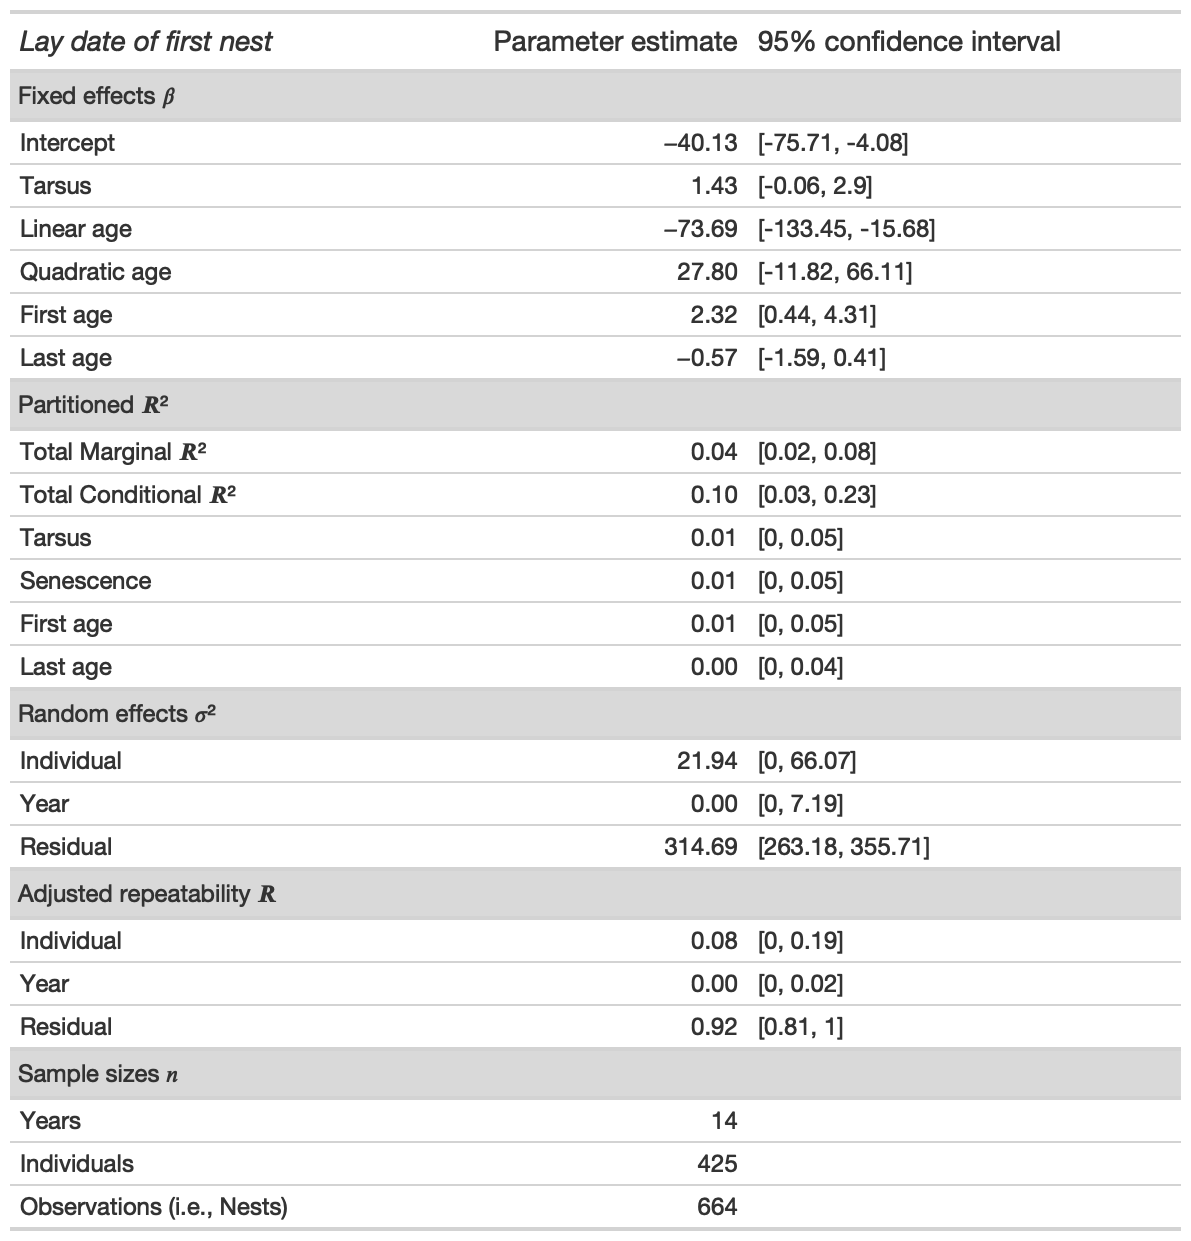 Lay date of first nest Parameter estimate 95% confidence interval
Fixed effects β
Intercept −40.13 [-75.71, -4.08]
Tarsus 1.43 [-0.06, 2.9]
Linear age −73.69 [-133.45, -15.68]
Quadratic age 27.80 [-11.82, 66.11]
First age 2.32 [0.44, 4.31]
Last age −0.57 [-1.59, 0.41]
Partitioned R²
Total Marginal R² 0.04 [0.02, 0.08]
Total Conditional R² 0.10 [0.03, 0.23]
Tarsus 0.01 [0, 0.05]
Senescence 0.01 [0, 0.05]
First age 0.01 [0, 0.05]
Last age 0.00 [0, 0.04]
Random effects σ²
Individual 21.94 [0, 66.07]
Year 0.00 [0, 7.19]
Residual 314.69 [263.18, 355.71]
Adjusted repeatability R
Individual 0.08 [0, 0.19]
Year 0.00 [0, 0.02]
Residual 0.92 [0.81, 1]
Sample sizes n
Years 14
Individuals 425
Observations (i.e., Nests) 664